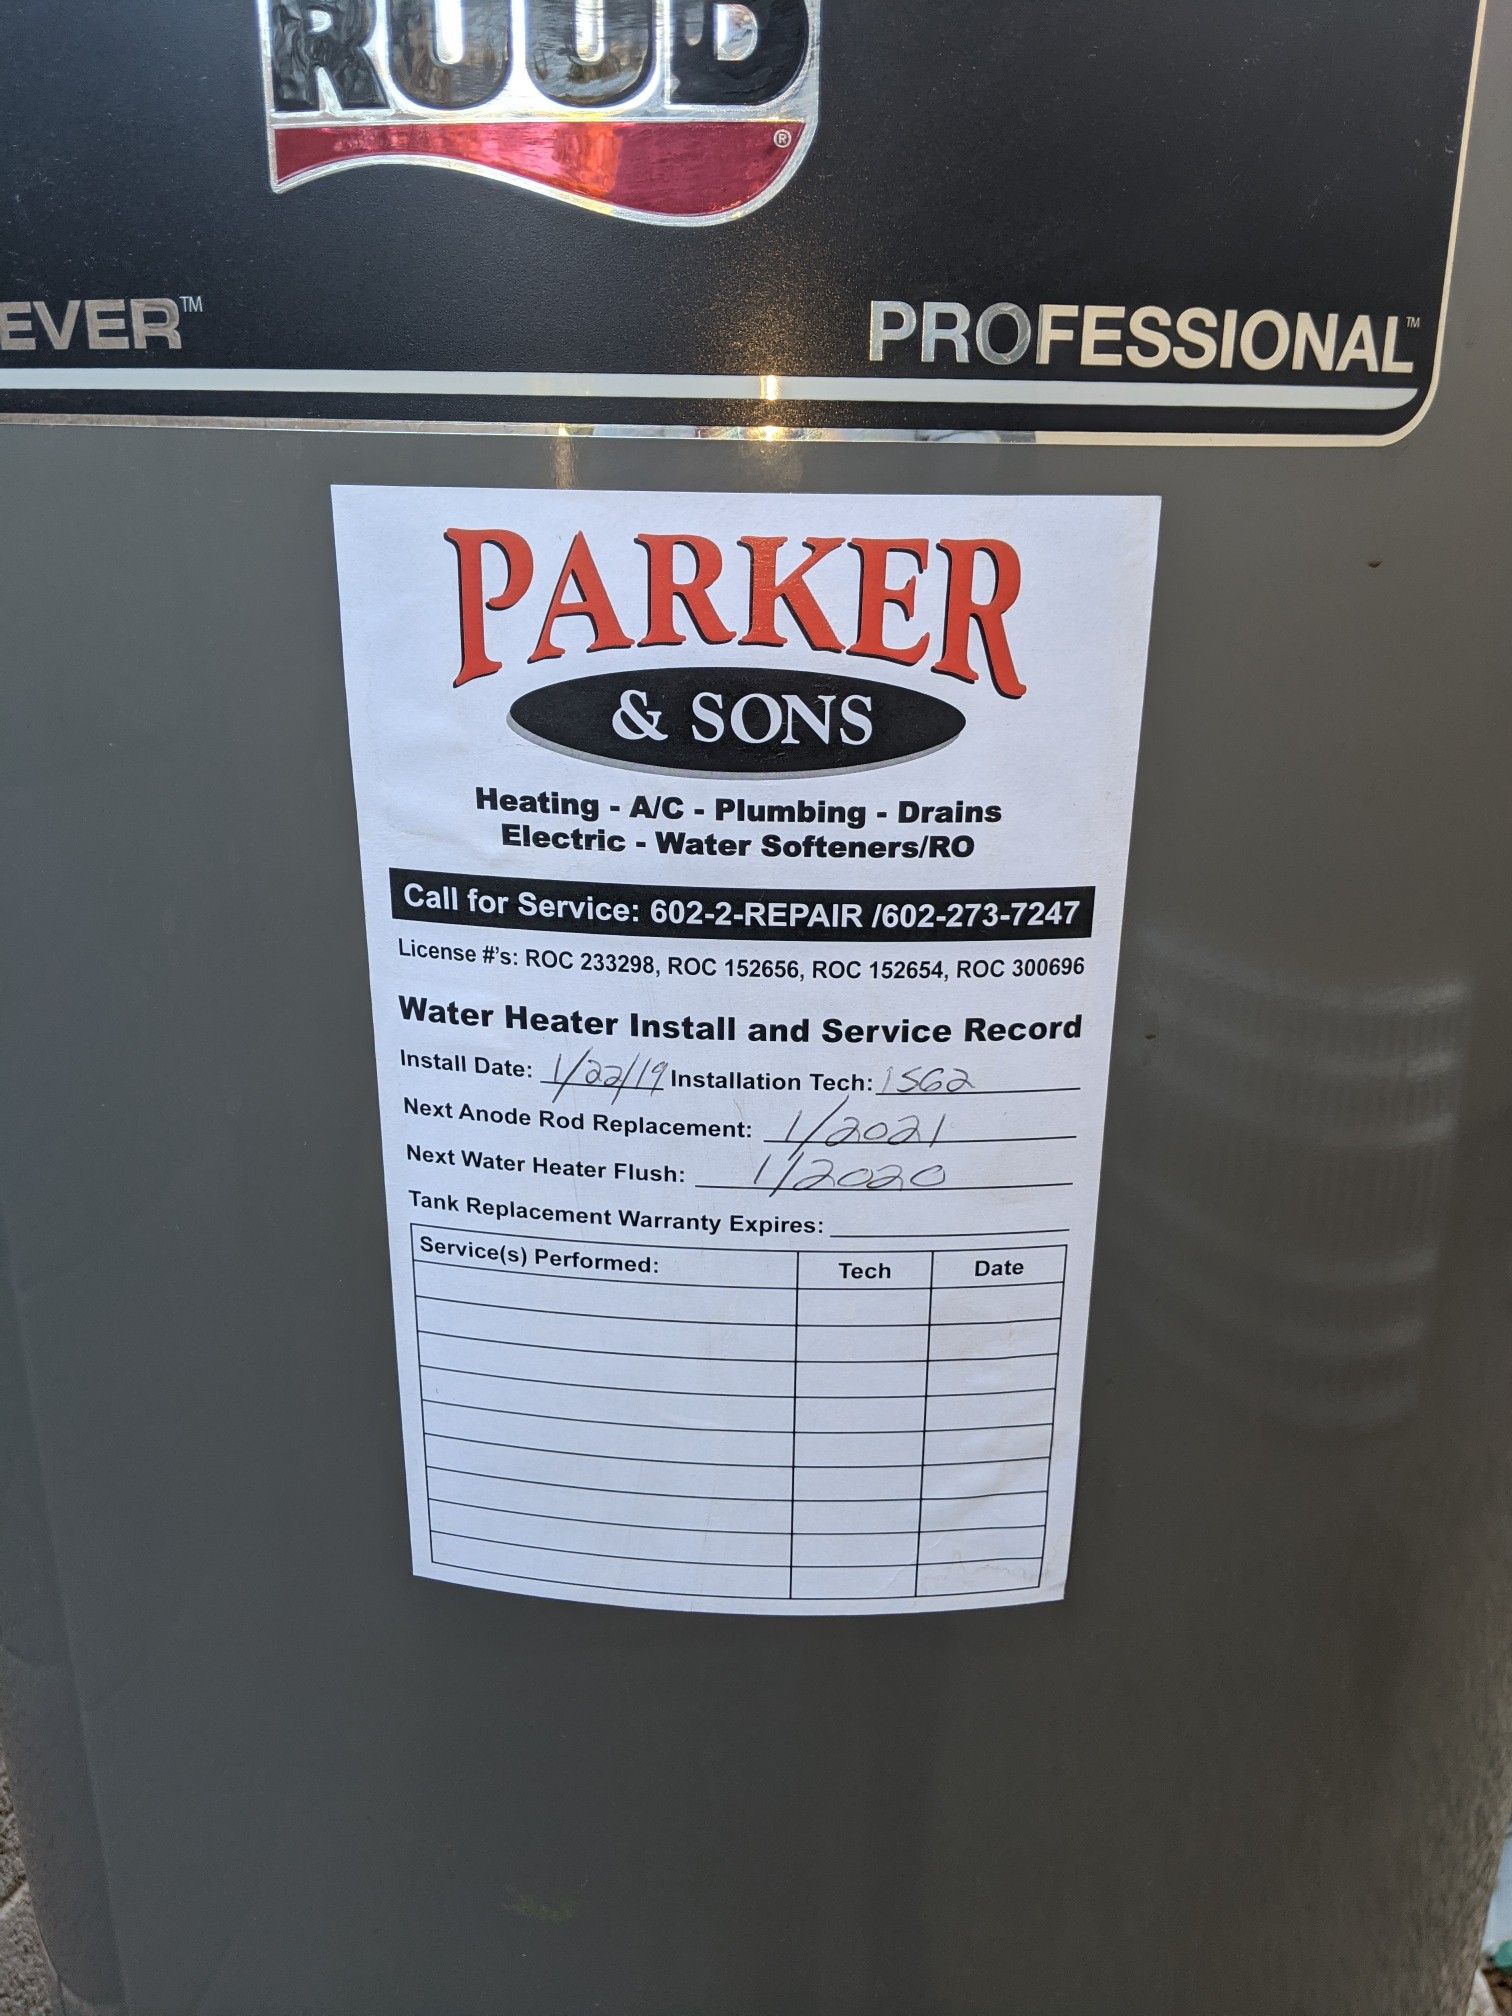 RUUD
®
EVER™
PROFESSIONAL™
PARKER
& SONS
Heating - A/C - Plumbing - Drains
Electric - Water Softeners/RO
Call for Service: 602-2-REPAIR /602-273-7247
License #'s: ROC 233298, ROC 152656, ROC 152654, ROC 300696
Water Heater Install and Service Record
Install Date: 1/22/19 Installation Tech: 1562
Next Anode Rod Replacement: 1/2021
Next Water Heater Flush: 1/2020
Tank Replacement Warranty Expires:
Service(s) Performed: Tech Date